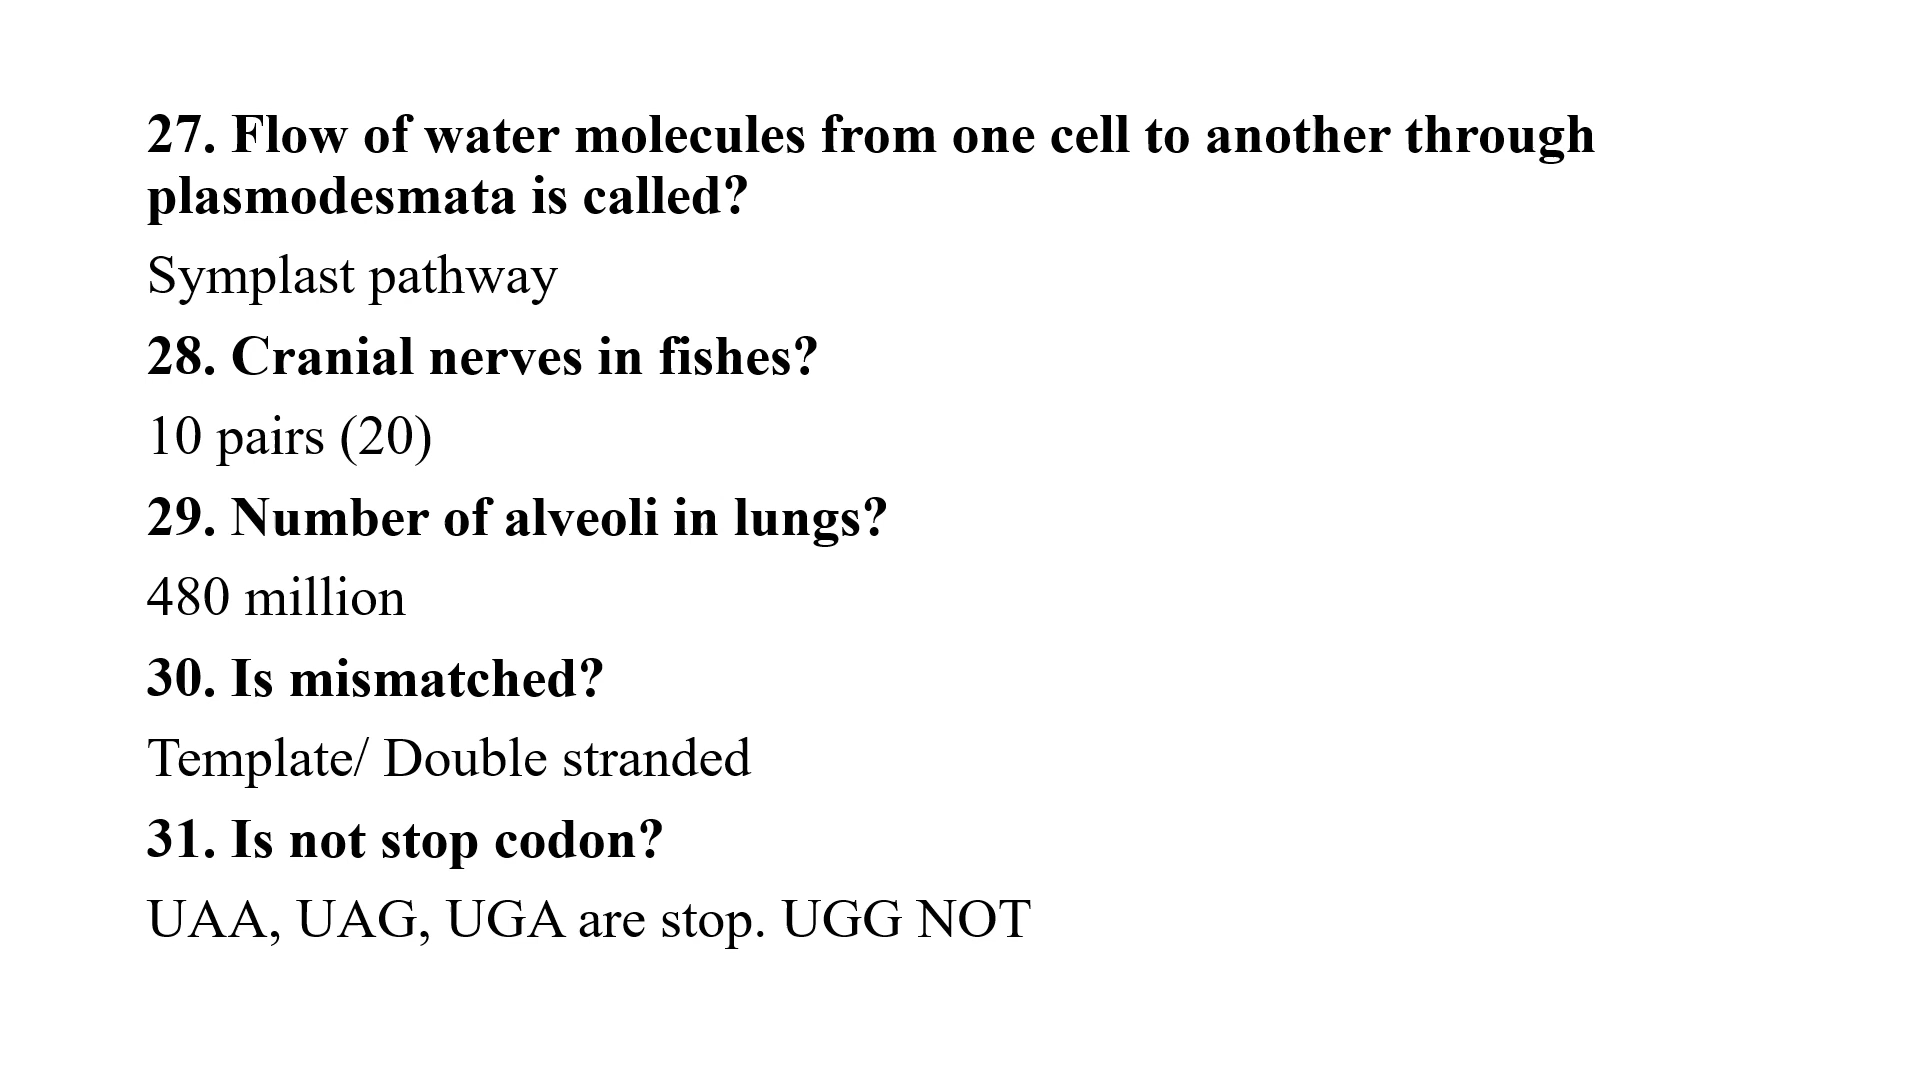 27. Flow of water molecules from one cell to another through
plasmodesmata is called?
Symplast pathway
28. Cranial nerves in fishes?
10 pairs (20)
29. Number of alveoli in lungs?
480 million
30. Is mismatched?
Template/ Double stranded
31. Is not stop codon?
UAA, UAG, UGA are stop. UGG NOT